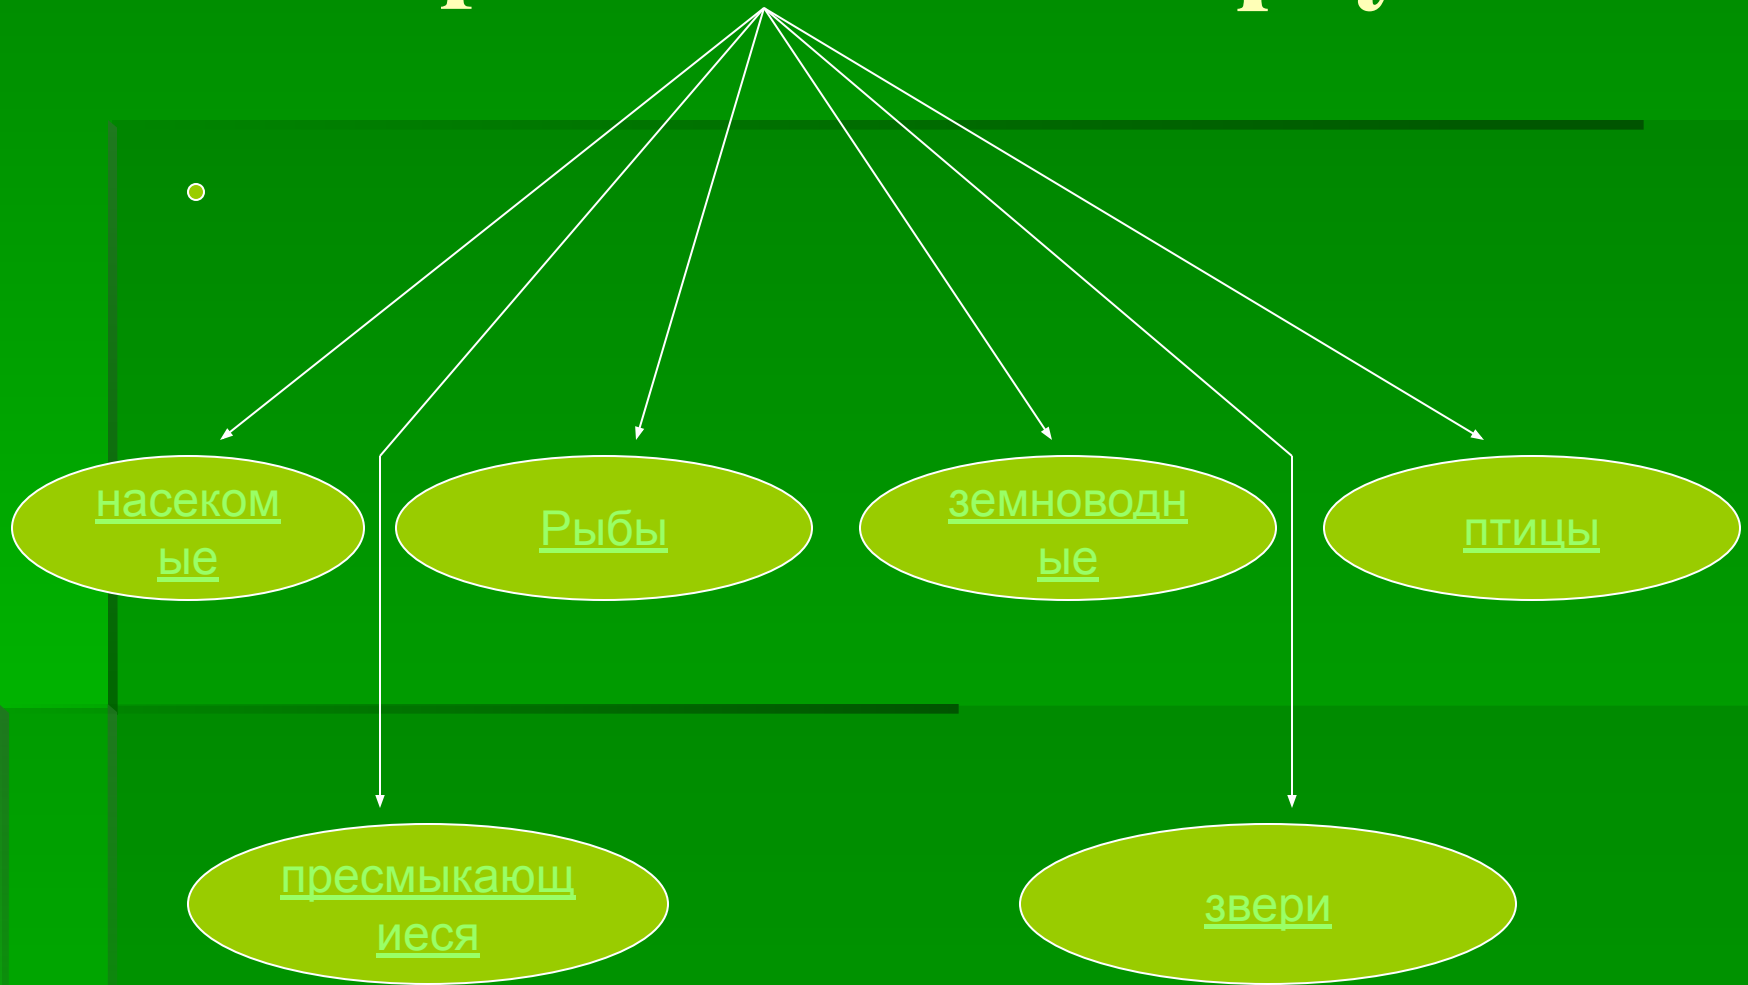 насеком
ые
Рыбы
земноводн
ые
птицы
пресмыкающ
иеся
звери